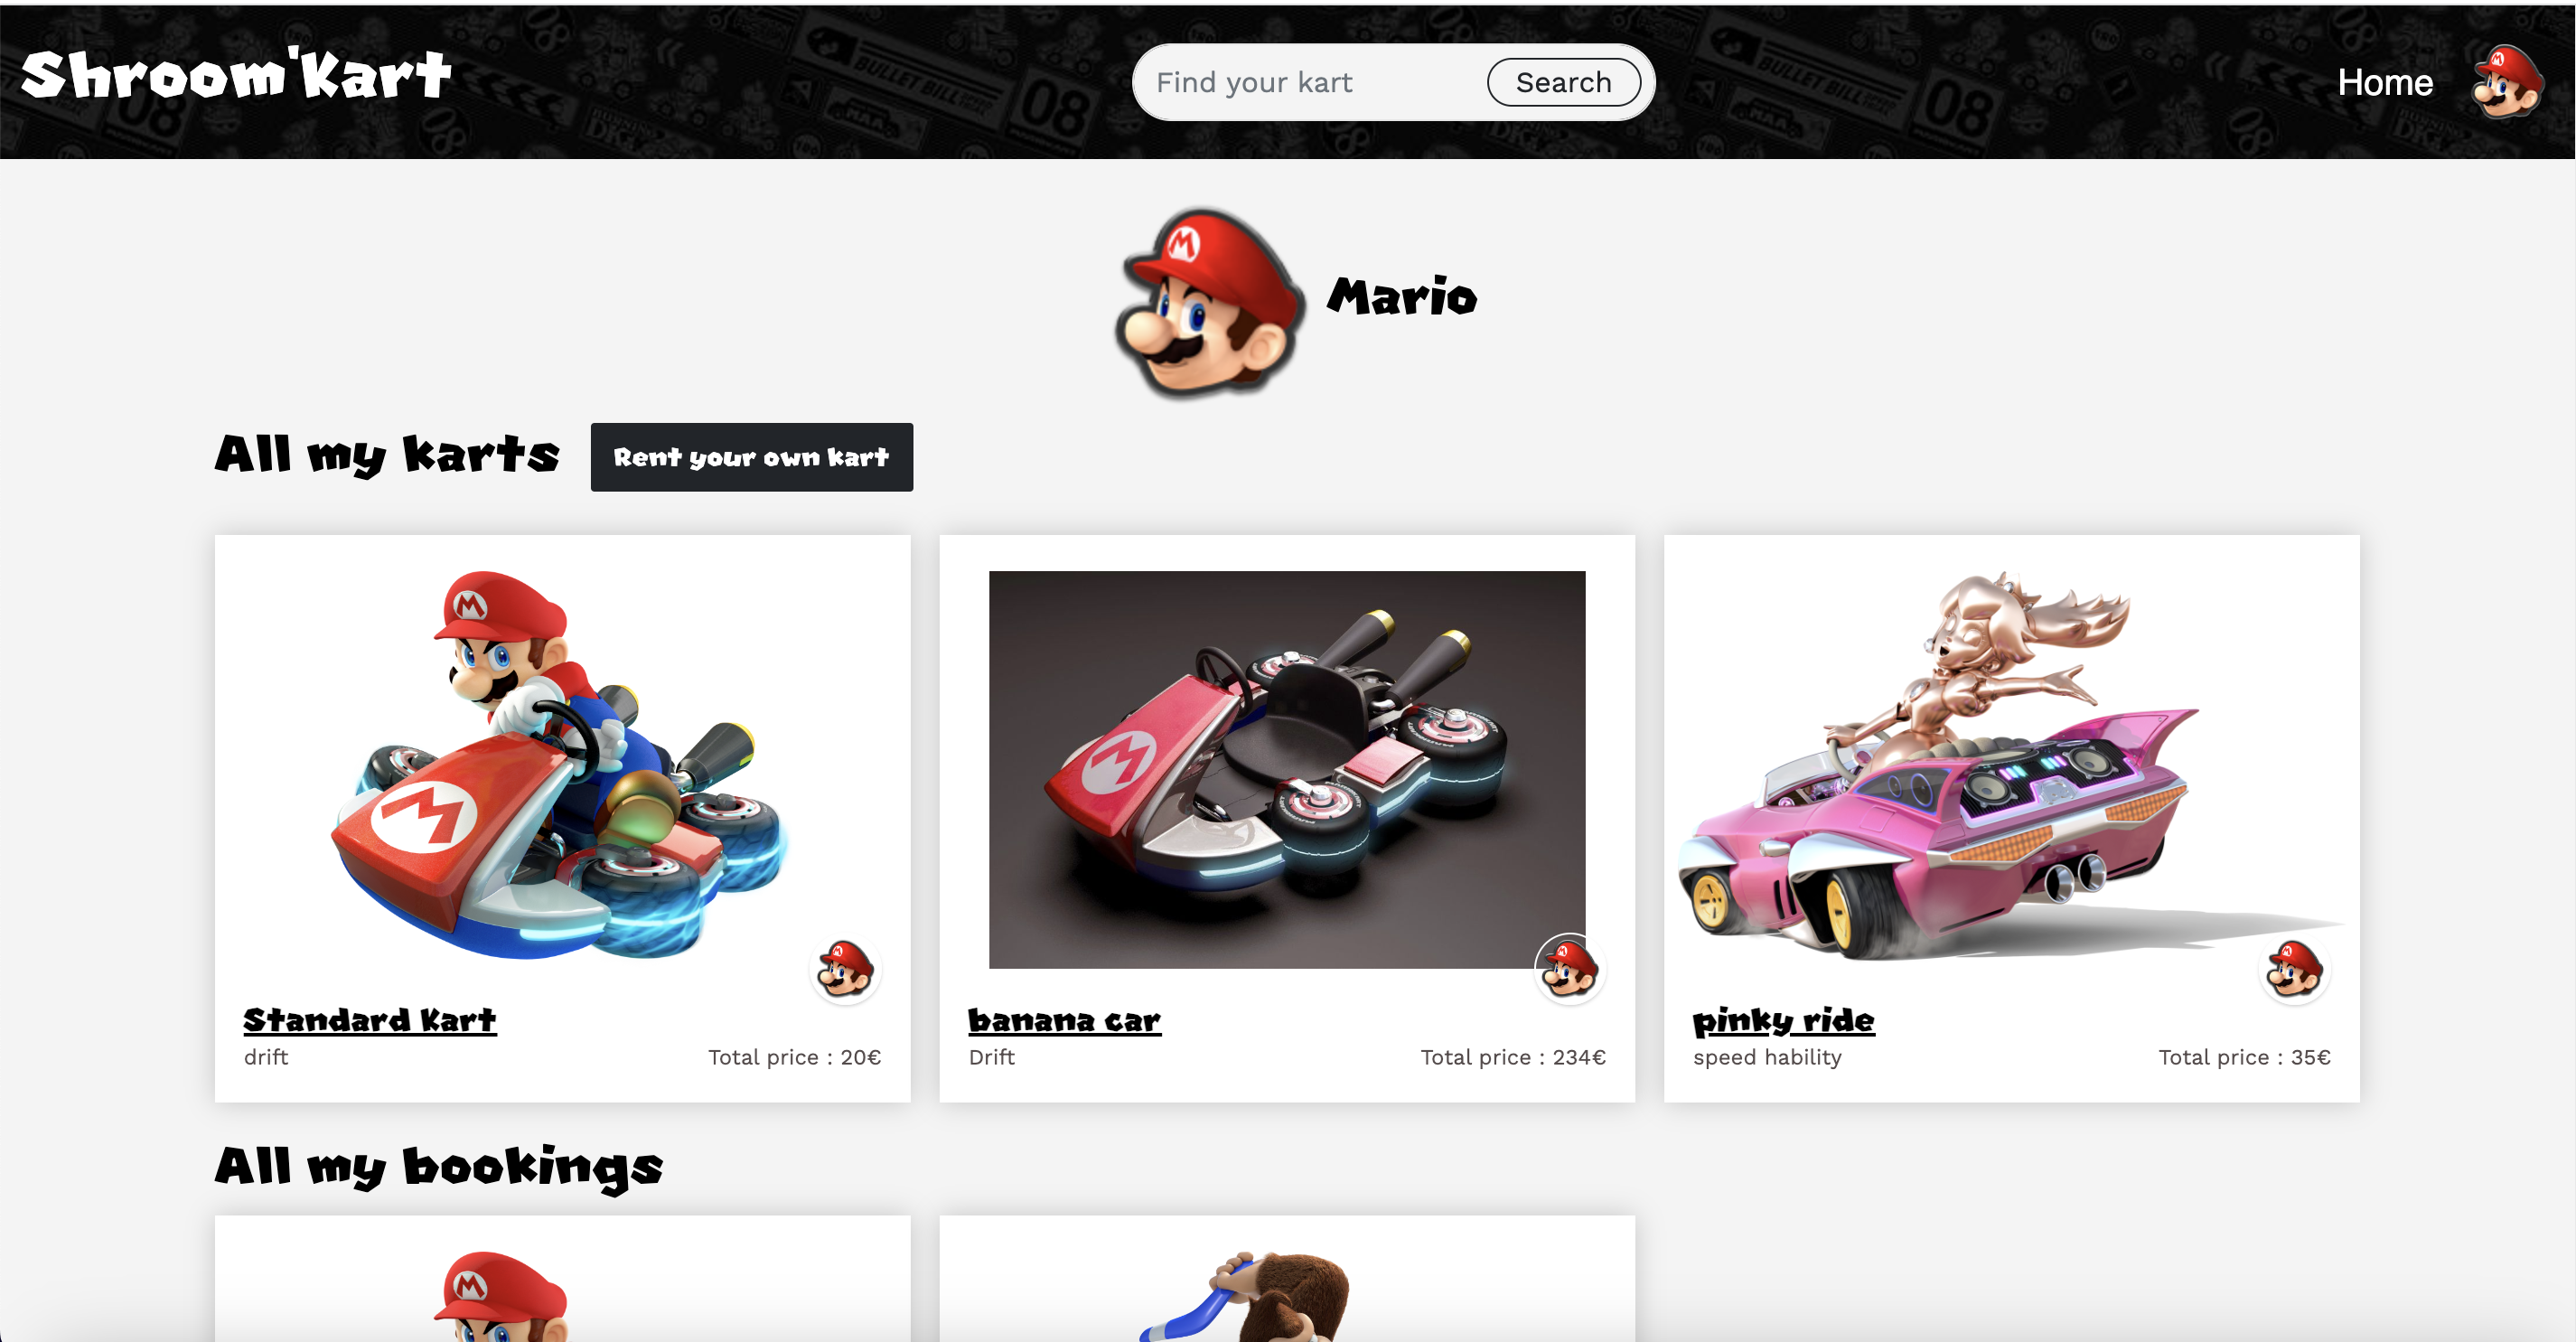 Shroom'Kart
Find your kart
Search
Home
Mario
All my karts
Rent your own kart
Standard Kart
drift
Total price : 20€
banana car
Drift
Total price : 234€
pinky ride
speed hability
Total price : 35€
All my bookings